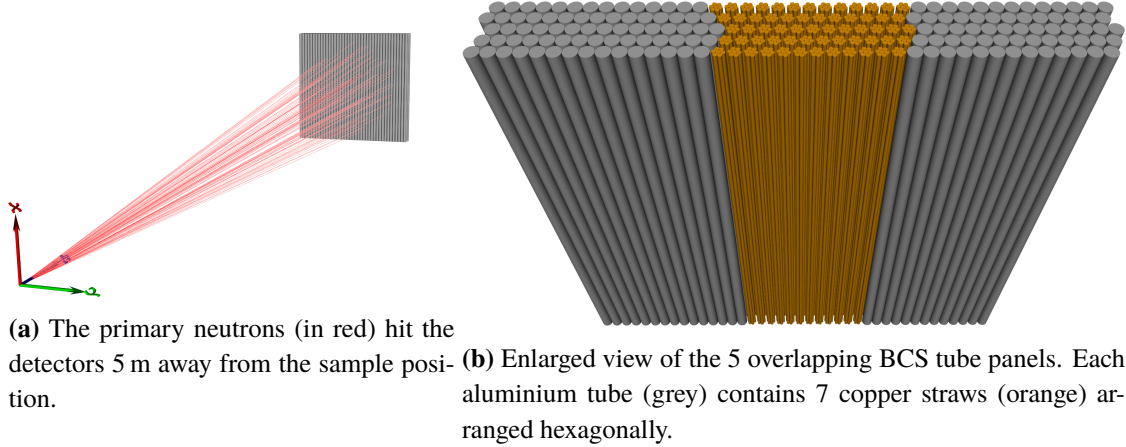 x
y
(a) The primary neutrons (in red) hit the
detectors 5 m away from the sample posi-
tion.
(b) Enlarged view of the 5 overlapping BCS tube panels. Each
aluminium tube (grey) contains 7 copper straws (orange) ar-
ranged hexagonally.